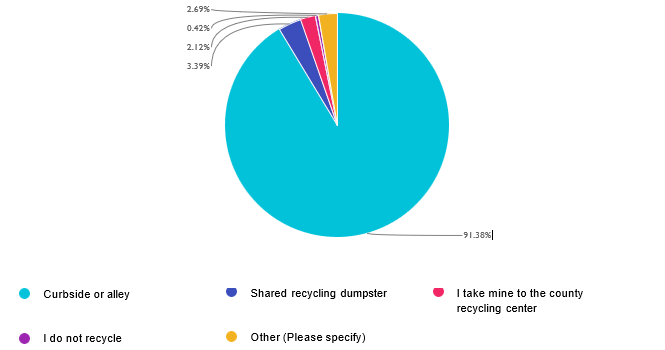 2.69%
0.42%
2.12%
3.39%
91.38%
Curbside or alley
Shared recycling dumpster
I take mine to the county
recycling center
I do not recycle
Other (Please specify)